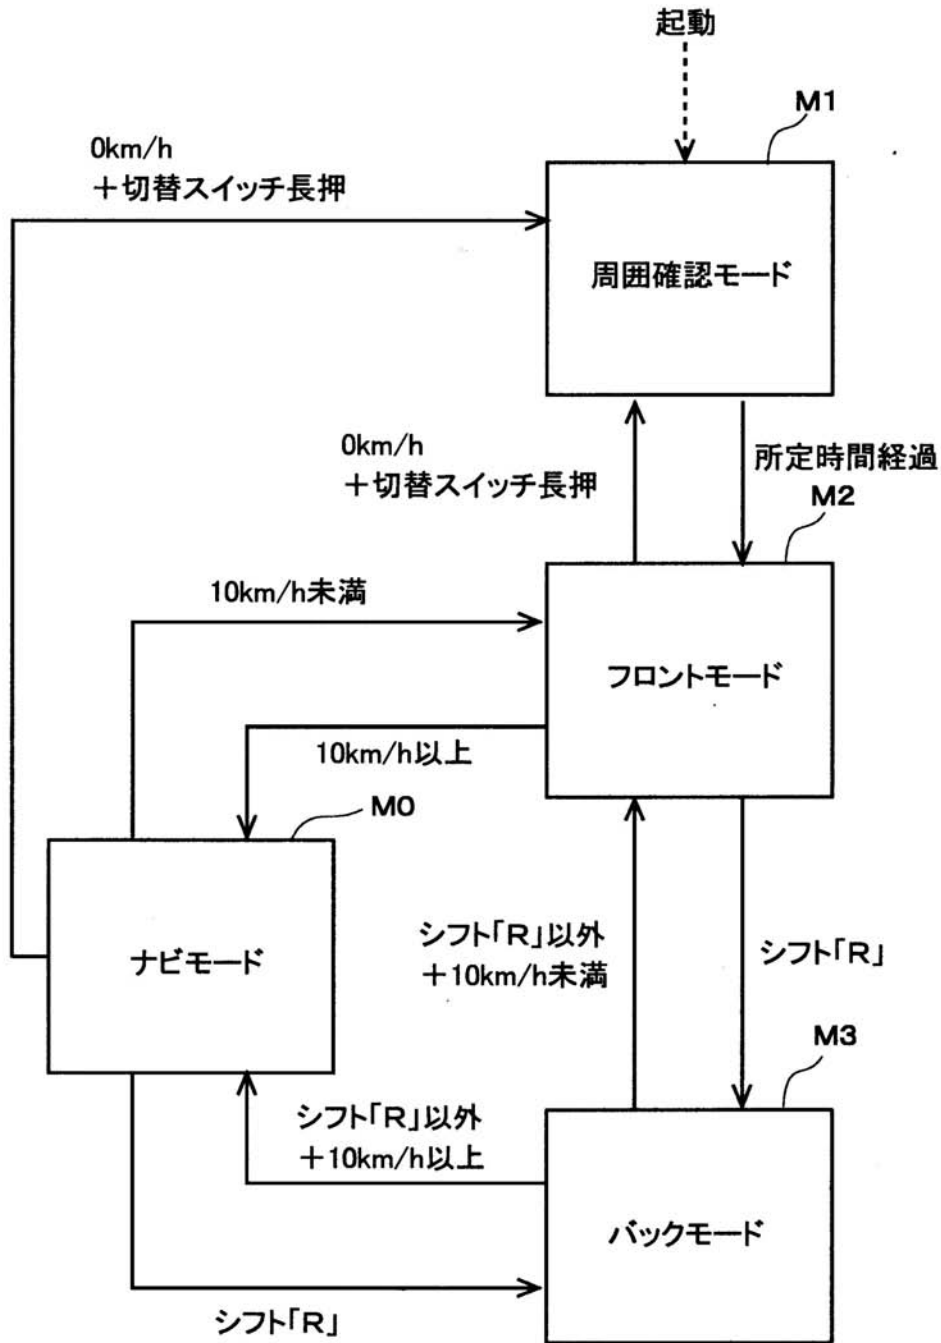 起動
M1
0km/h
＋切替スイッチ長押
周囲確認モード
0km/h
＋切替スイッチ長押
所定時間経過
M2
10km/h未満
フロントモード
10km/h以上
M0
ナビモード
シフト「R」以外
＋10km/h未満
シフト「R」
M3
シフト「R」以外
＋10km/h以上
バックモード
シフト「R」